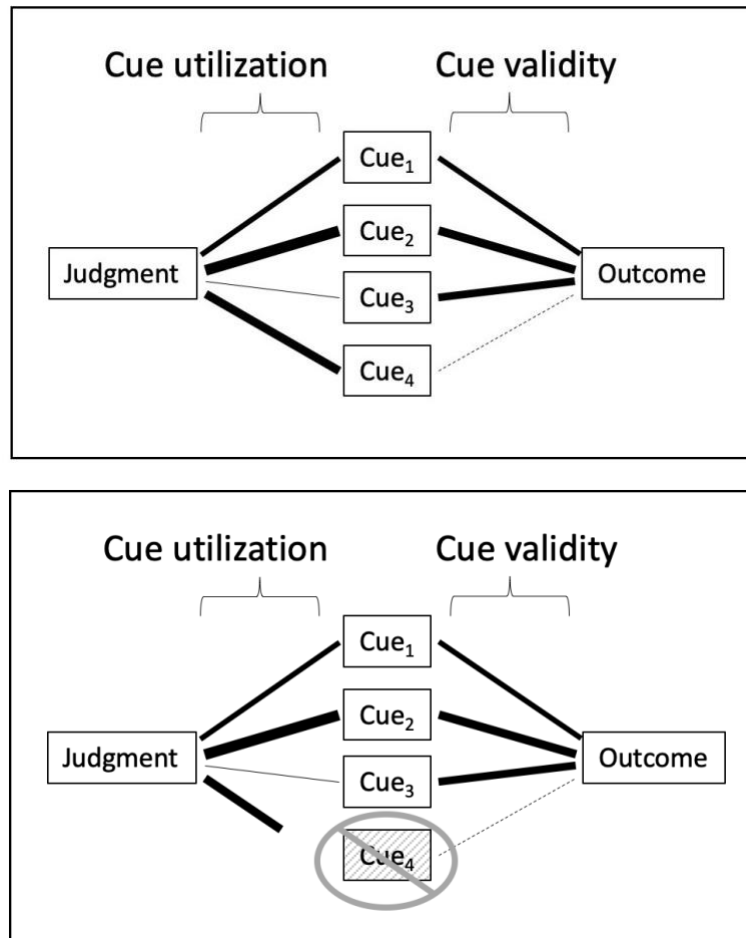 Cue utilization Cue validity
Cue₁
Cue₂
Judgment Outcome
Cue₃
Cue₄
Cue utilization Cue validity
Cue₁
Cue₂
Judgment Outcome
Cue₃
Cue₄